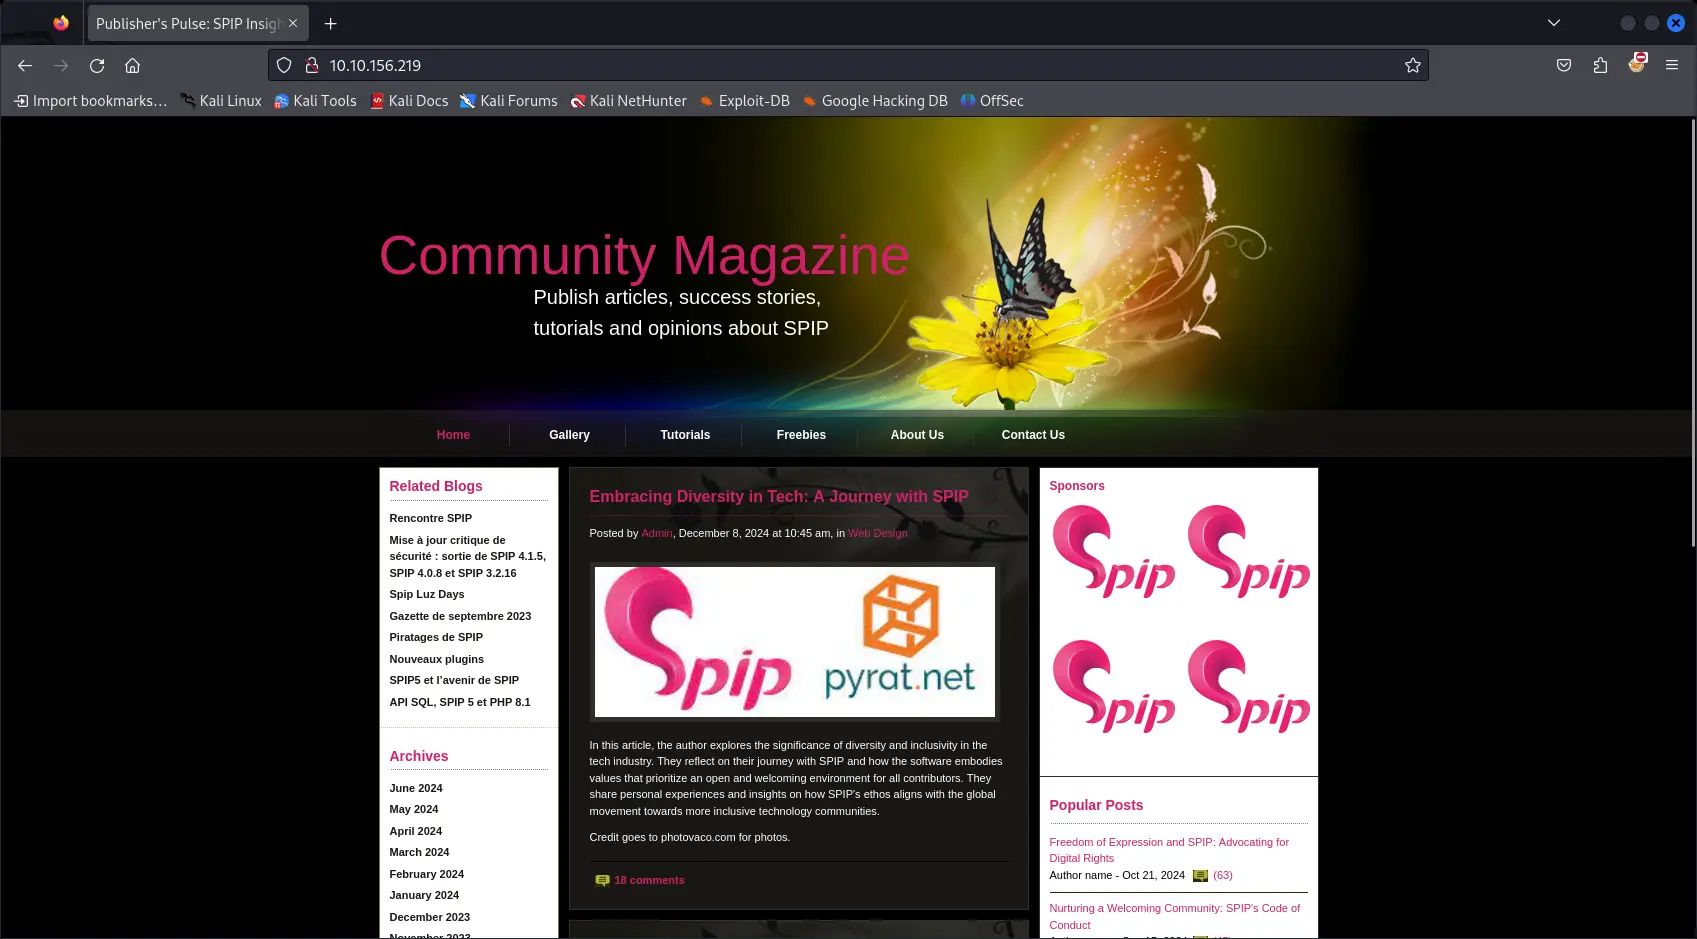 Publisher's Pulse: SPIP Insigh
10.10.156.219
Import bookmarks… Kali Linux Kali Tools Kali Docs Kali Forums Kali NetHunter Exploit-DB Google Hacking DB OffSec
Community Magazine
Publish articles, success stories,
tutorials and opinions about SPIP
Home Gallery Tutorials Freebies About Us Contact Us
Related Blogs
Rencontre SPIP
Mise à jour critique de
sécurité : sortie de SPIP 4.1.5,
SPIP 4.0.8 et SPIP 3.2.16
Spip Luz Days
Gazette de septembre 2023
Piratages de SPIP
Nouveaux plugins
SPIP5 et l'avenir de SPIP
API SQL, SPIP 5 et PHP 8.1
Archives
June 2024
May 2024
April 2024
March 2024
February 2024
January 2024
December 2023
November 2023
Embracing Diversity in Tech: A Journey with SPIP
Posted by Admin, December 8, 2024 at 10:45 am, in Web Design
Spip
pyrat.net
In this article, the author explores the significance of diversity and inclusivity in the
tech industry. They reflect on their journey with SPIP and how the software embodies
values that prioritize an open and welcoming environment for all contributors. They
share personal experiences and insights on how SPIP's ethos aligns with the global
movement towards more inclusive technology communities.
Credit goes to photovaco.com for photos.
18 comments
Sponsors
Spip Spip
Spip Spip
Popular Posts
Freedom of Expression and SPIP: Advocating for
Digital Rights
Author name - Oct 21, 2024 (63)
Nurturing a Welcoming Community: SPIP's Code of
Conduct